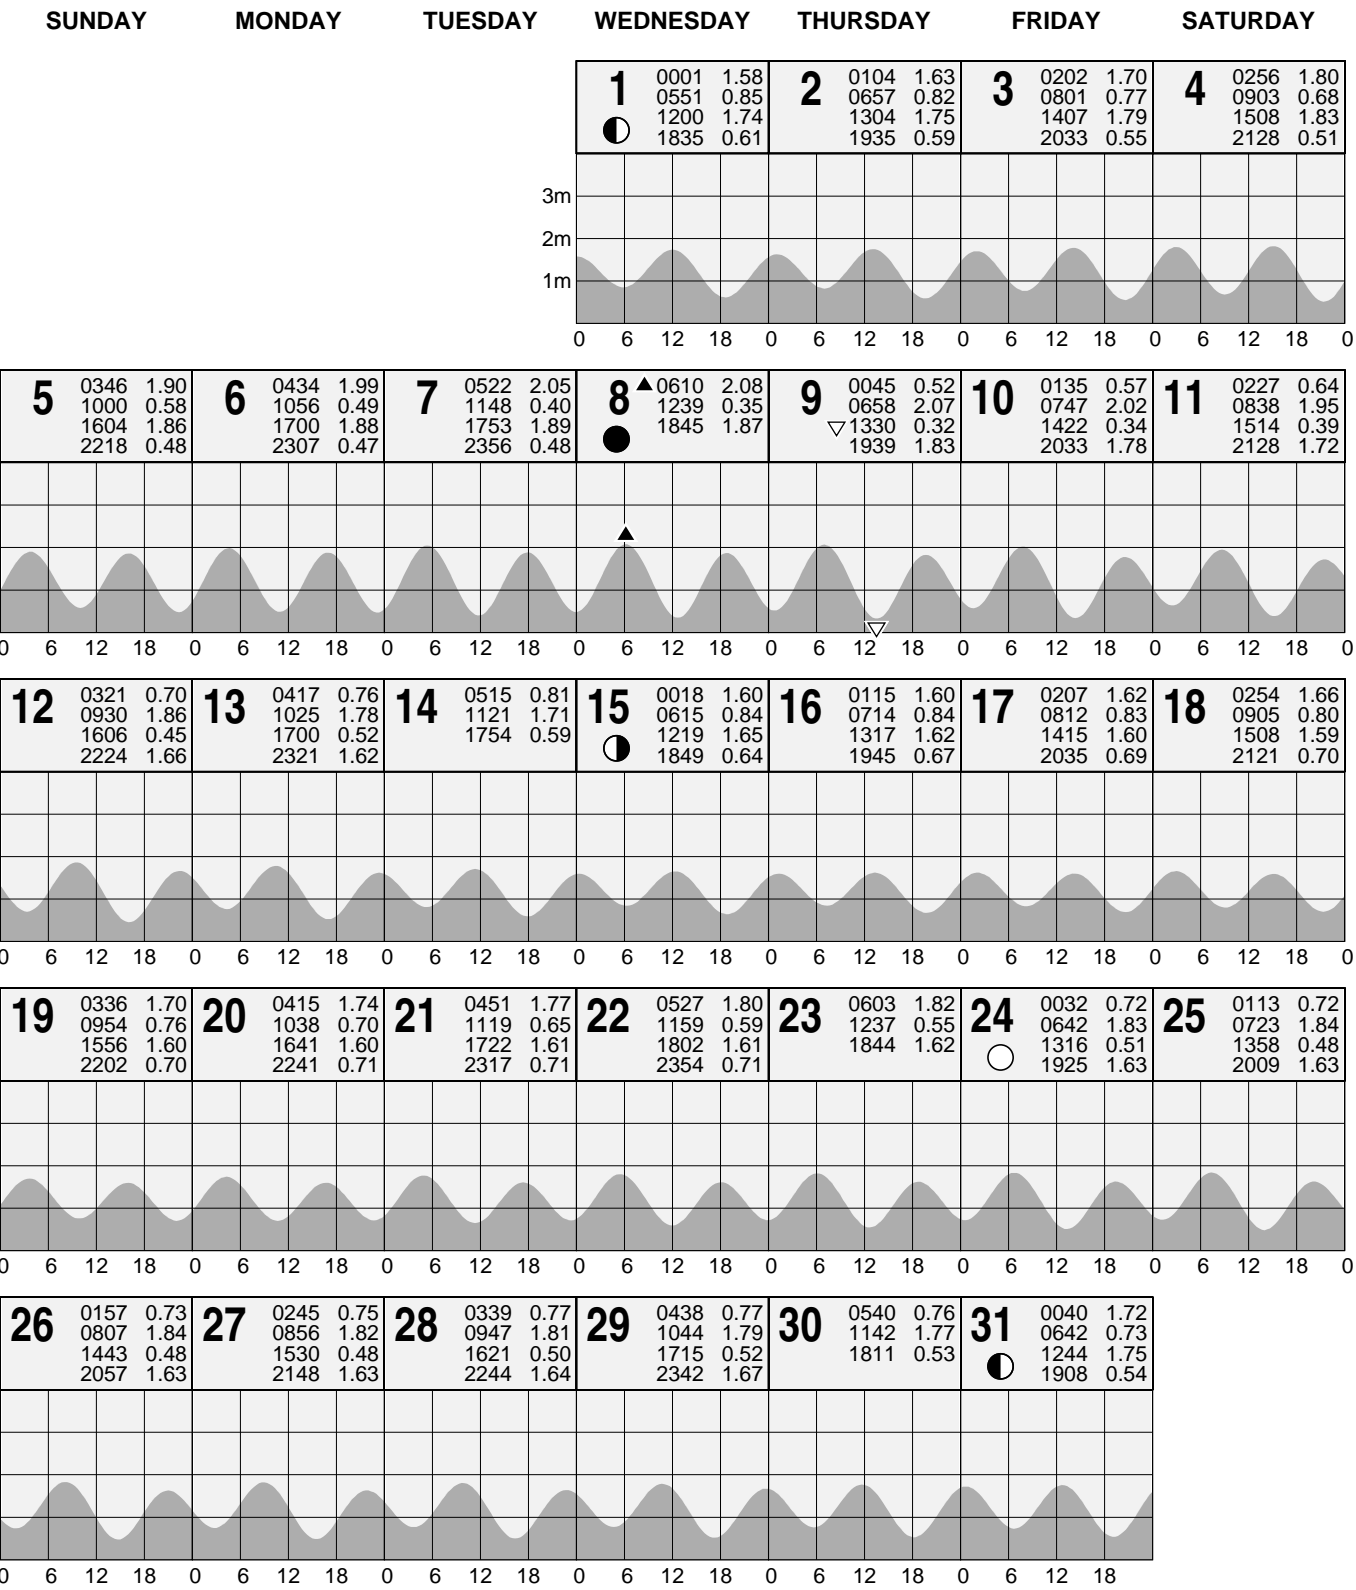 SUNDAY MONDAY TUESDAY WEDNESDAY THURSDAY FRIDAY SATURDAY
1 0001 1.58 2 0104 1.63 3 0202 1.70 4 0256 1.80
0551 0.85 0657 0.82 0801 0.77 0903 0.68
1200 1.74 1304 1.75 1407 1.79 1508 1.83
1835 0.61 1935 0.59 2033 0.55 2128 0.51
3m
2m
1m
0 6 12 18 0 6 12 18 0 6 12 18 0 6 12 18 0
5 0346 1.90 6 0434 1.99 7 0522 2.05 8 0610 2.08 9 0045 0.52 10 0135 0.57 11 0227 0.64
1000 0.58 1056 0.49 1148 0.40 1239 0.35 0658 2.07 0747 2.02 0838 1.95
1604 1.86 1700 1.88 1753 1.89 1845 1.87 1330 0.32 1422 0.34 1514 0.39
2218 0.48 2307 0.47 2356 0.48 1939 1.83 2033 1.78 2128 1.72
0 6 12 18 0 6 12 18 0 6 12 18 0 6 12 18 0 6 12 18 0 6 12 18 0 6 12 18 0
12 0321 0.70 13 0417 0.76 14 0515 0.81 15 0018 1.60 16 0115 1.60 17 0207 1.62 18 0254 1.66
0930 1.86 1025 1.78 1121 1.71 0615 0.84 0714 0.84 0812 0.83 0905 0.80
1606 0.45 1700 0.52 1754 0.59 1219 1.65 1317 1.62 1415 1.60 1508 1.59
2224 1.66 2321 1.62 1849 0.64 1945 0.67 2035 0.69 2121 0.70
0 6 12 18 0 6 12 18 0 6 12 18 0 6 12 18 0 6 12 18 0 6 12 18 0 6 12 18 0
19 0336 1.70 20 0415 1.74 21 0451 1.77 22 0527 1.80 23 0603 1.82 24 0032 0.72 25 0113 0.72
0954 0.76 1038 0.70 1119 0.65 1159 0.59 1237 0.55 0642 1.83 0723 1.84
1556 1.60 1641 1.60 1722 1.61 1802 1.61 1844 1.62 1316 0.51 1358 0.48
2202 0.70 2241 0.71 2317 0.71 2354 0.71 1925 1.63 2009 1.63
0 6 12 18 0 6 12 18 0 6 12 18 0 6 12 18 0 6 12 18 0 6 12 18 0 6 12 18 0
26 0157 0.73 27 0245 0.75 28 0339 0.77 29 0438 0.77 30 0540 0.76 31 0040 1.72
0807 1.84 0856 1.82 0947 1.81 1044 1.79 1142 1.77 0642 0.73
1443 0.48 1530 0.48 1621 0.50 1715 0.52 1811 0.53 1244 1.75
2057 1.63 2148 1.63 2244 1.64 2342 1.67 1908 0.54
0 6 12 18 0 6 12 18 0 6 12 18 0 6 12 18 0 6 12 18 0 6 12 18